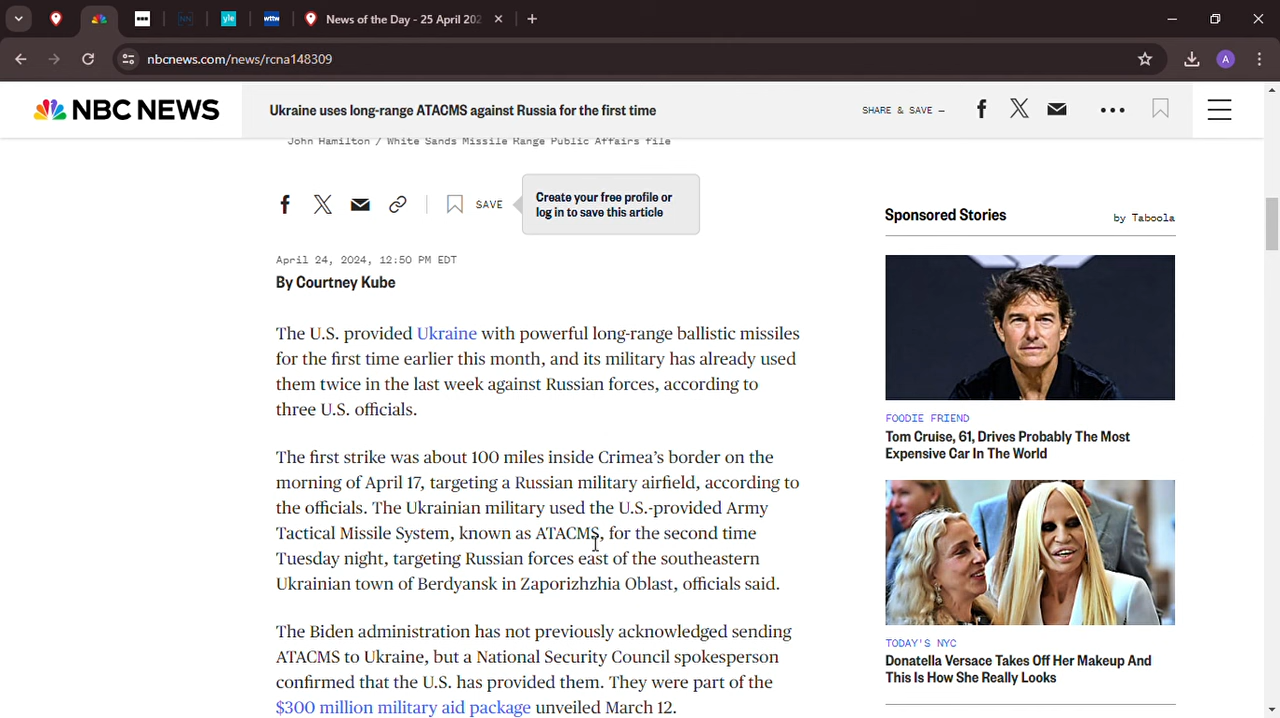 NN
yle
wttw
News of the Day - 25 April 202
nbcnews.com/news/rcna148309
A
NBC NEWS
Ukraine uses long-range ATACMS against Russia for the first time
SHARE & SAVE —
John Hamilton / White Sands Missile Range Public Affairs file
SAVE
Create your free profile or
log in to save this article
April 24, 2024, 12:50 PM EDT
By Courtney Kube
The U.S. provided Ukraine with powerful long-range ballistic missiles
for the first time earlier this month, and its military has already used
them twice in the last week against Russian forces, according to
three U.S. officials.
The first strike was about 100 miles inside Crimea's border on the
morning of April 17, targeting a Russian military airfield, according to
the officials. The Ukrainian military used the U.S.-provided Army
Tactical Missile System, known as ATACMS, for the second time
Tuesday night, targeting Russian forces east of the southeastern
Ukrainian town of Berdyansk in Zaporizhzhia Oblast, officials said.
The Biden administration has not previously acknowledged sending
ATACMS to Ukraine, but a National Security Council spokesperson
confirmed that the U.S. has provided them. They were part of the
$300 million military aid package unveiled March 12.
Sponsored Stories
by Taboola
FOODIE FRIEND
Tom Cruise, 61, Drives Probably The Most
Expensive Car In The World
TODAY'S NYC
Donatella Versace Takes Off Her Makeup And
This Is How She Really Looks